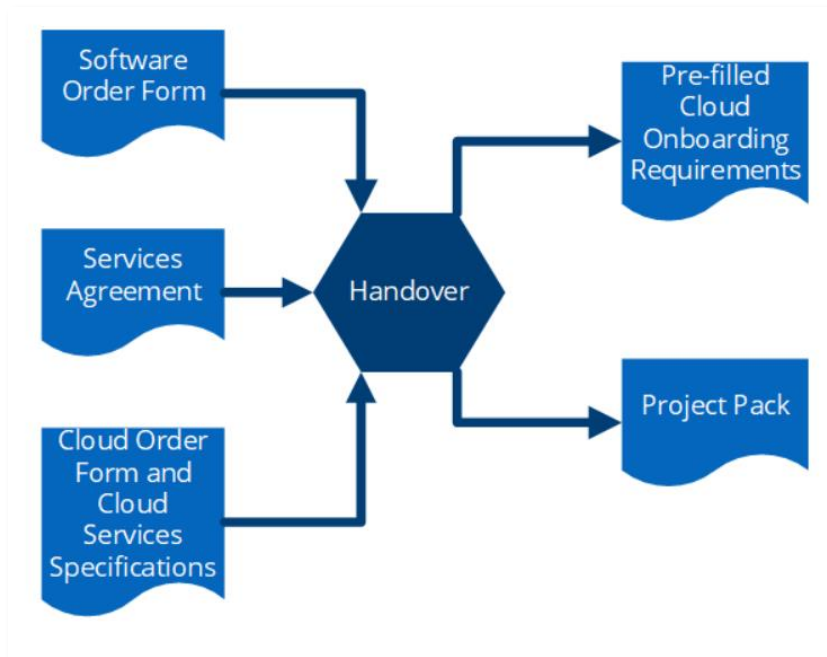 Software
Order Form
Services
Agreement
Cloud Order
Form and
Cloud
Services
Specifications
Handover
Pre-filled
Cloud
Onboarding
Requirements
Project Pack